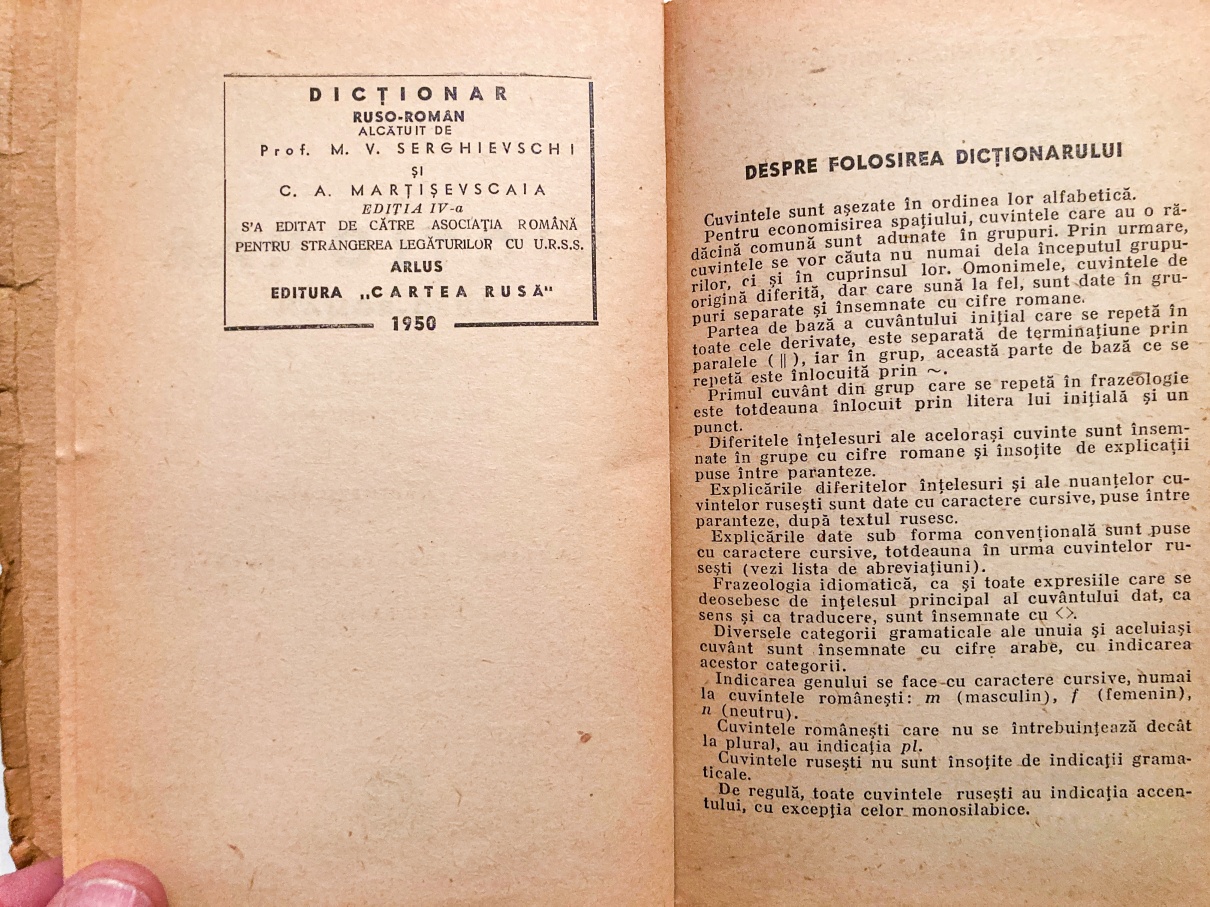 DICȚIONAR
RUSO-ROMÂN
ALCĂTUIT DE
Prof. M. V. SERGHIEVSCHI
ȘI
C. A. MARȚIȘEVSCAIA
EDIȚIA IV-a
S'A EDITAT DE CĂTRE ASOCIAȚIA ROMÂNĂ
PENTRU STRÂNGEREA LEGĂTURILOR CU U.R.S.S.
ARLUS
EDITURA „CARTEA RUSĂ"
1950
DESPRE FOLOSIREA DICȚIONARULUI
Cuvintele sunt așezate în ordinea lor alfabetică.
Pentru economisirea spațiului, cuvintele care au o ră-
dăcină comună sunt adunate în grupuri. Prin urmare,
cuvintele se vor căuta nu numai dela începutul grupu-
rilor, ci și în cuprinsul lor. Omonimele, cuvintele de
origină diferită, dar care sună la fel, sunt date în gru-
puri separate și însemnate cu cifre romane.
Partea de bază a cuvântului inițial care se repetă în
toate cele derivate, este separată de terminațiune prin
paralele (||), iar în grup, această parte de bază ce se
repetă este înlocuită prin ~.
Primul cuvânt din grup care se repetă în frazeologie
este totdeauna înlocuit prin litera lui inițială și un
punct.
Diferitele înțelesuri ale acelorași cuvinte sunt însem-
nate în grupe cu cifre romane și însoțite de explicații
puse între paranteze.
Explicările diferitelor înțelesuri și ale nuanțelor cu-
vintelor rusești sunt date cu caractere cursive, puse între
paranteze, după textul rusesc.
Explicările date sub forma convențională sunt puse
cu caractere cursive, totdeauna în urma cuvintelor ru-
sești (vezi lista de abreviațiuni).
Frazeologia idiomatică, ca și toate expresiile care se
deosebesc de ințelesul principal al cuvântului dat, ca
sens și ca traducere, sunt însemnate cu <>.
Diversele categorii gramaticale ale unuia și aceluiași
cuvânt sunt însemnate cu cifre arabe, cu indicarea
acestor categorii.
Indicarea genului se face cu caractere cursive, numai
la cuvintele românești: m (masculin), f (femenin),
n (neutru).
Cuvintele românești care nu se întrebuințează decât
la plural, au indicația pl.
Cuvintele rusești nu sunt însoțite de indicații grama-
ticale.
De regulă, toate cuvintele rusești au indicația accen-
tului, cu excepția celor monosilabice.